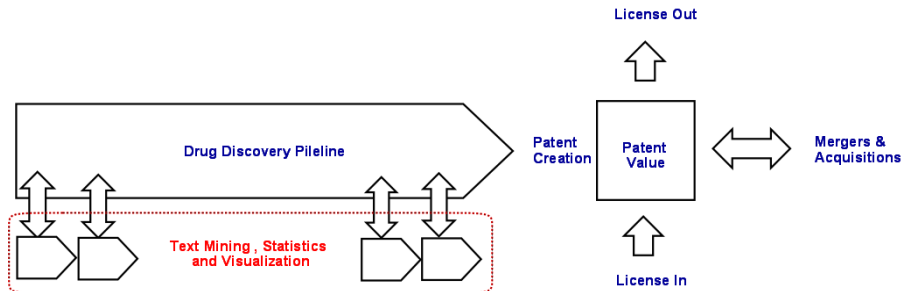 License Out
Drug Discovery Pileline
Patent
Creation
Patent
Value
Mergers &
Acquisitions
Text Mining , Statistics
and Visualization
License In